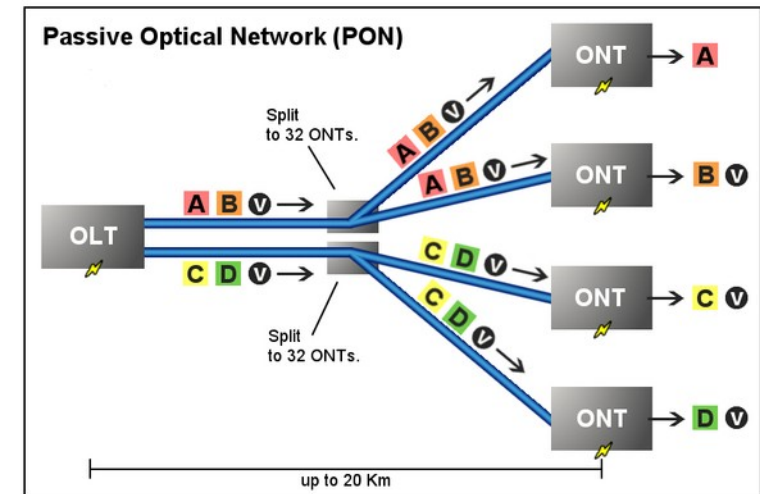 Passive Optical Network (PON)
ONT
A
Split
to 32 ONTs.
A B V
A B V
ONT
B V
A B V
OLT
C D V
Split
to 32 ONTs.
C D V
C D V
ONT
C V
ONT
D V
up to 20 Km